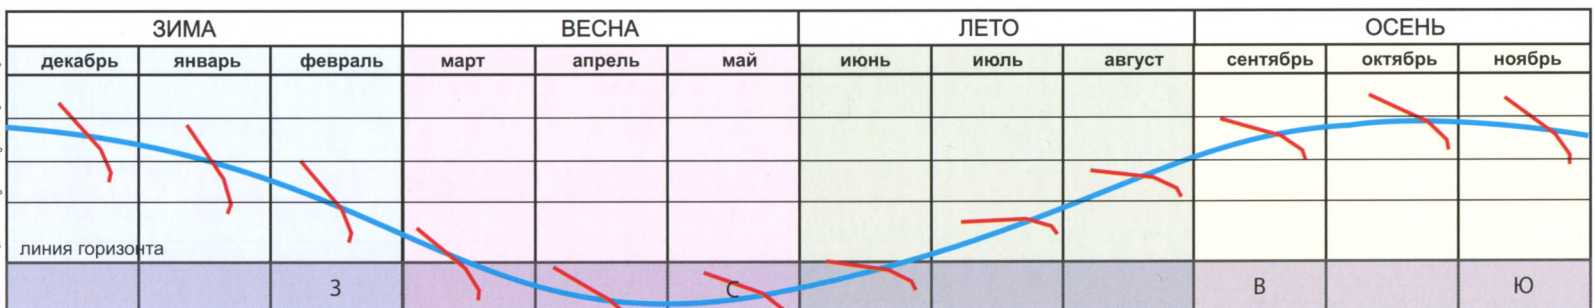 ЗИМА ВЕСНА ЛЕТО ОСЕНЬ
декабрь январь февраль март апрель май июнь июль август сентябрь октябрь ноябрь
линия горизонта
З С В Ю